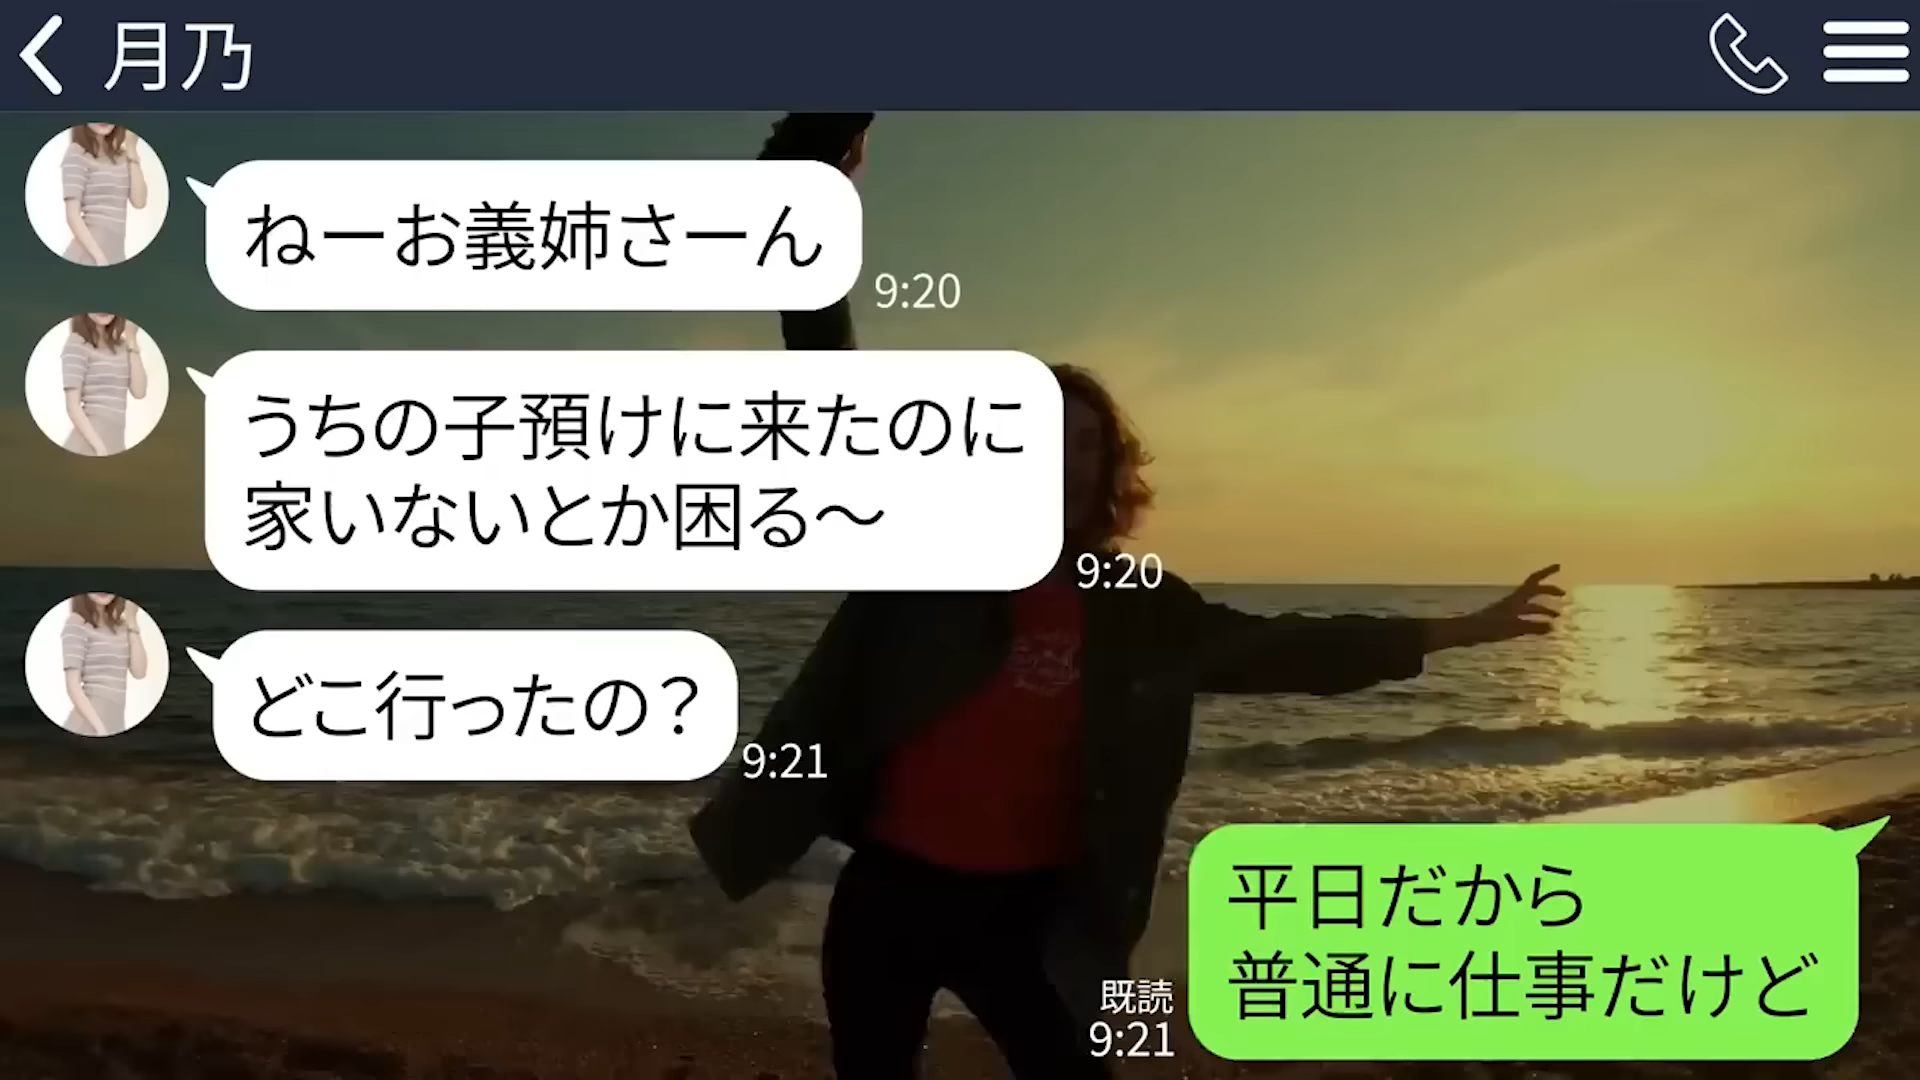 月乃
ねーお義姉さーん
9:20
うちの子預けに来たのに
家いないとか困る〜
9:20
どこ行ったの？
9:21
平日だから
普通に仕事だけど
既読
9:21